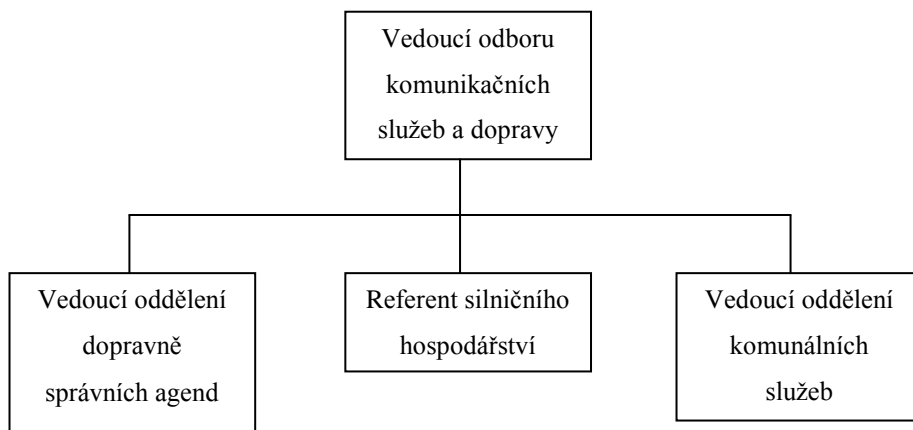 Vedoucí odboru
komunikačních
služeb a dopravy
Vedoucí oddělení
dopravně
správních agend
Referent silničního
hospodářství
Vedoucí oddělení
komunálních
služeb